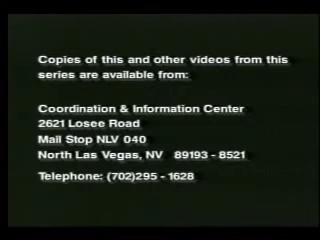 Copies of this and other videos from this
series are available from:
Coordination & Information Center
2621 Losee Road
Mail Stop NLV 040
North Las Vegas, NV 89193 - 8521
Telephone: (702)295 - 1628